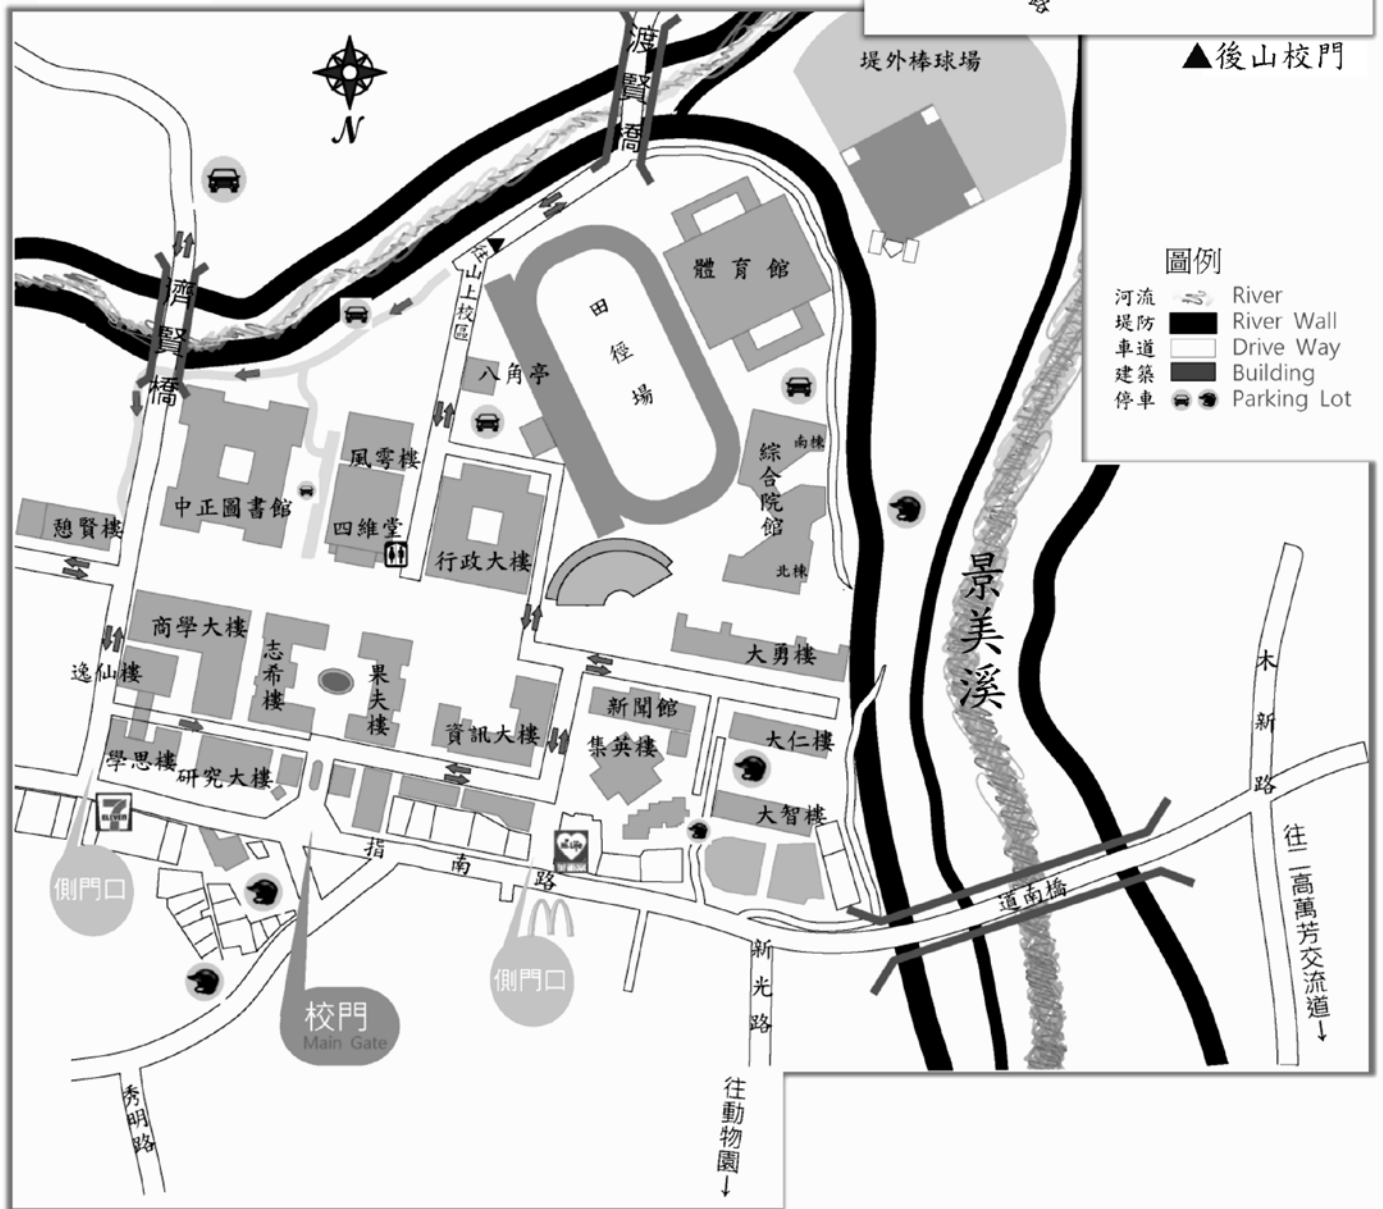 渡賢橋
堤外棒球場
▲後山校門
N
圖例
河流 River
堤防 River Wall
車道 Drive Way
建築 Building
停車 Parking Lot
濟賢橋
往山上校區
田徑場
體育館
八角亭
風雩樓
四維堂
中正圖書館
憩賢樓
行政大樓
綜合院館
南棟
北棟
景美溪
商學大樓
志希樓
果夫樓
逸仙樓
學思樓
研究大樓
資訊大樓
新聞館
集英樓
大勇樓
大仁樓
大智樓
木新路
7
ELEVEN
Hi-Life
指南路
道南橋
側門口
側門口
校門
Main Gate
新光路
秀明路
往動物園↓
往二高萬芳交流道↓